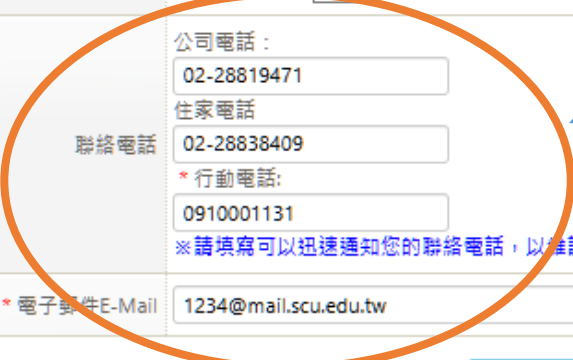 公司電話：
02-28819471
住家電話
02-28838409
聯絡電話
* 行動電話:
0910001131
※請填寫可以迅速通知您的聯絡電話，以維
* 電子郵件E-Mail
1234@mail.scu.edu.tw